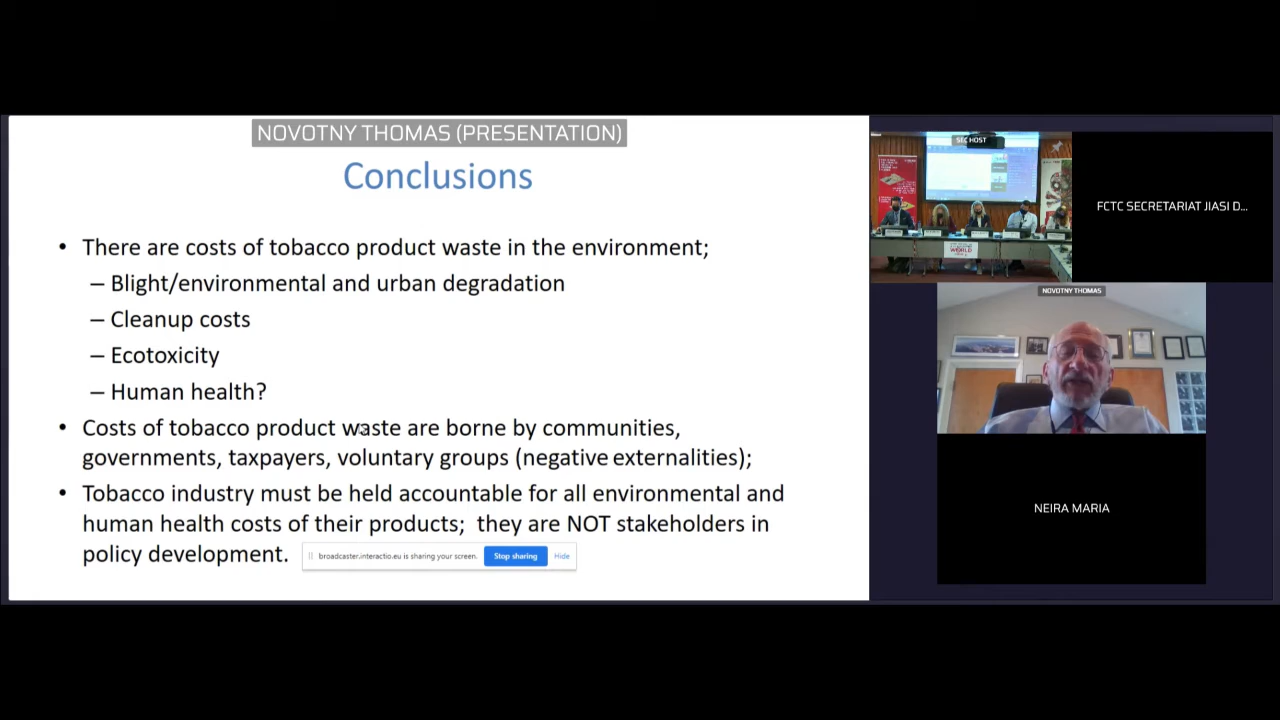 NOVOTNY THOMAS (PRESENTATION)
Conclusions
• There are costs of tobacco product waste in the environment;
– Blight/environmental and urban degradation
– Cleanup costs
– Ecotoxicity
– Human health?
• Costs of tobacco product waste are borne by communities,
governments, taxpayers, voluntary groups (negative externalities);
• Tobacco industry must be held accountable for all environmental and
human health costs of their products; they are NOT stakeholders in
policy development.
broadcaster.interactio.eu is sharing your screen.
Stop sharing
Hide
HOST
WORLD
FCTC SECRETARIAT JIASI D...
NOVOTNY THOMAS
NEIRA MARIA